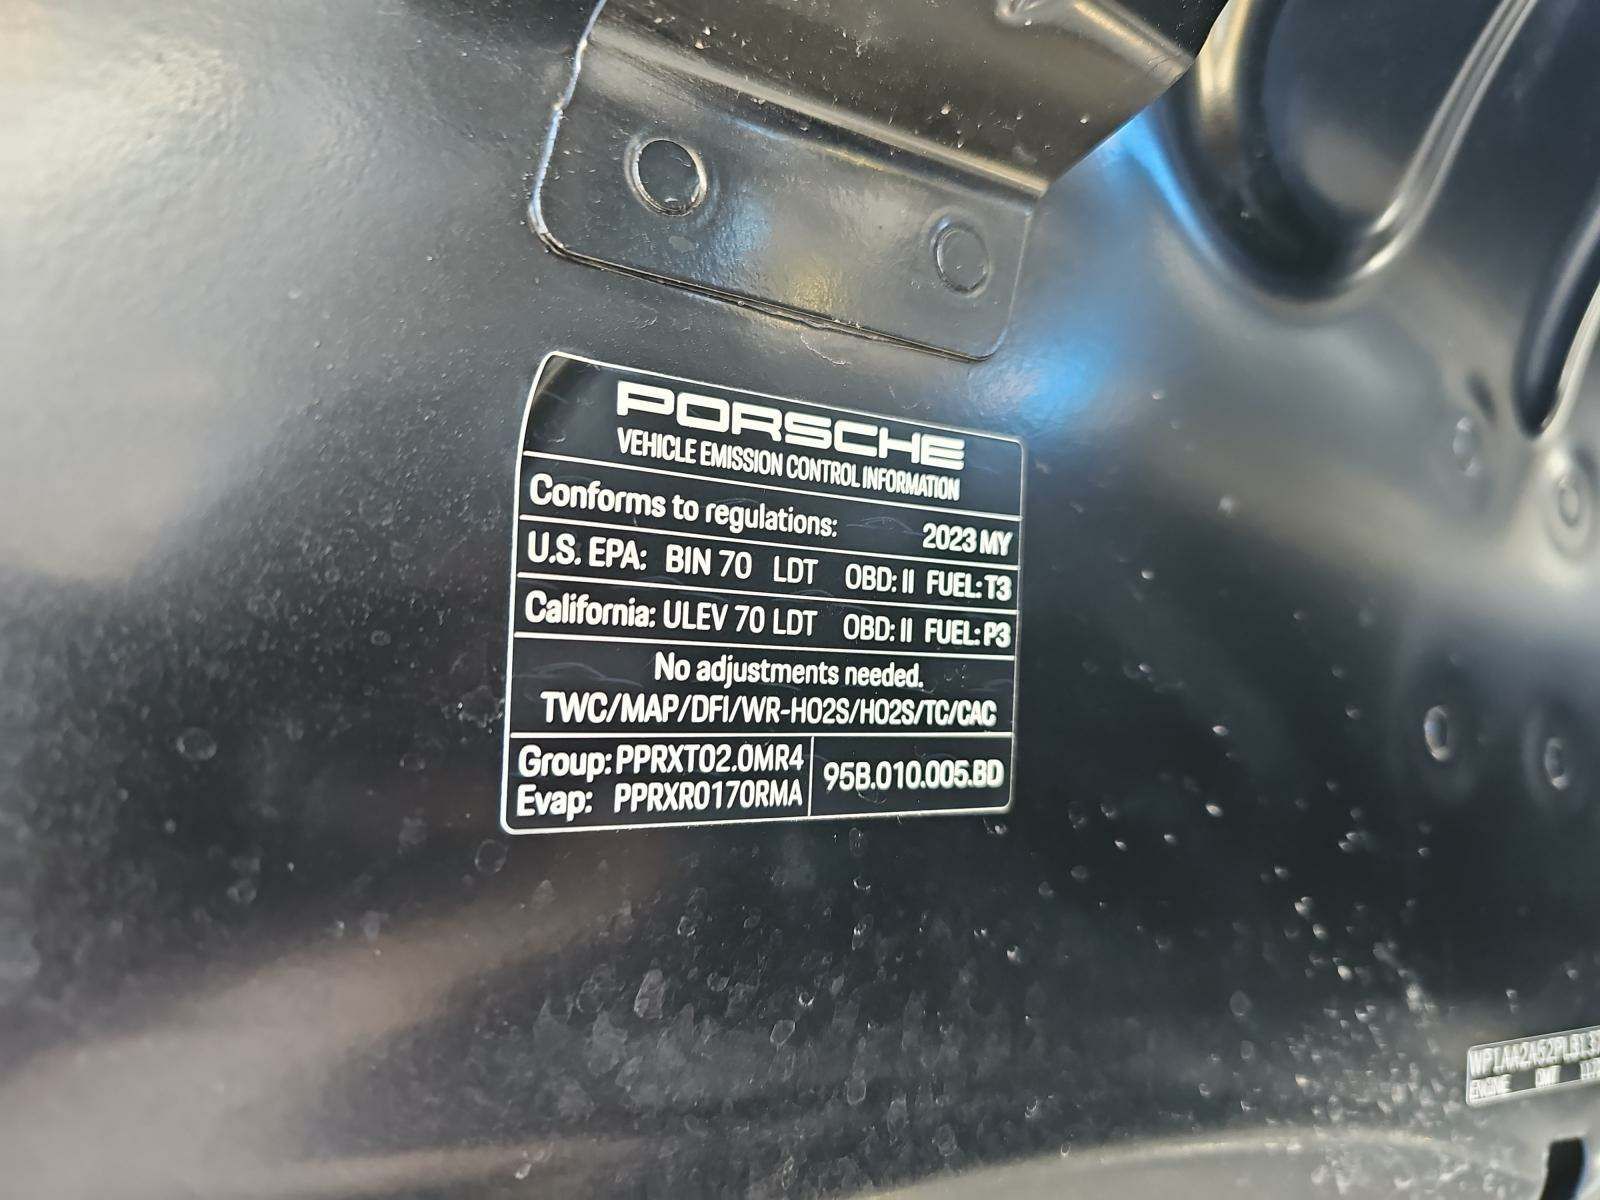 PORSCHE
VEHICLE EMISSION CONTROL INFORMATION
Conforms to regulations: 2023 MY
U.S. EPA: BIN 70 LDT OBD: II FUEL: T3
California: ULEV 70 LDT OBD: II FUEL: P3
No adjustments needed.
TWC/MAP/DFI/WR-HO2S/HO2S/TC/CAC
Group: PPRXT02.0MR4
Evap: PPRXR0170RMA
95B.010.005.BD
ENGINE